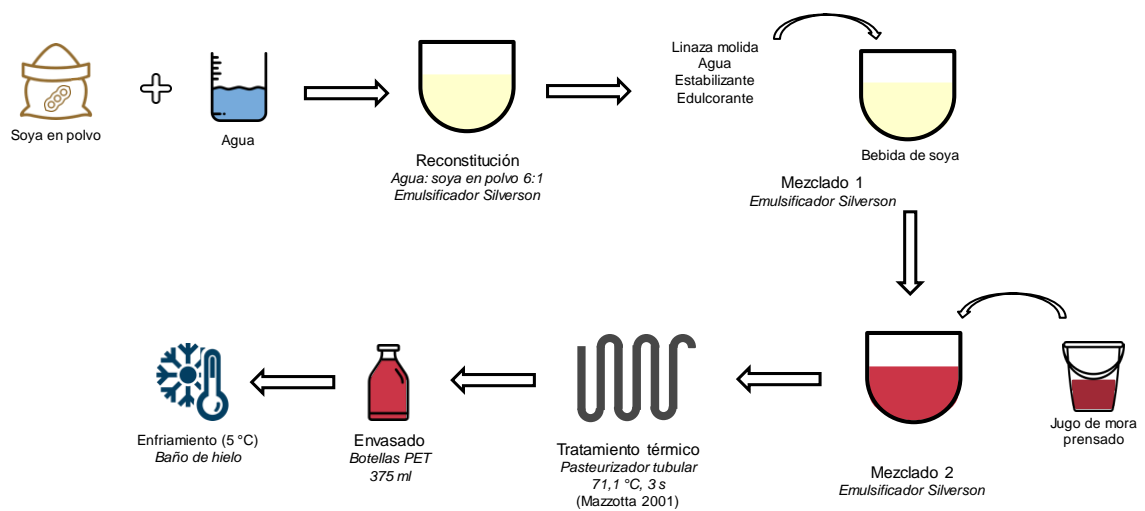 Soya en polvo
Agua
Reconstitución
Agua: soya en polvo 6:1
Emulsificador Silverson
Linaza molida
Agua
Estabilizante
Edulcorante
Bebida de soya
Mezclado 1
Emulsificador Silverson
Jugo de mora
prensado
Mezclado 2
Emulsificador Silverson
Tratamiento térmico
Pasteurizador tubular
71,1 °C, 3 s
(Mazzotta 2001)
Envasado
Botellas PET
375 ml
Enfriamiento (5 °C)
Baño de hielo